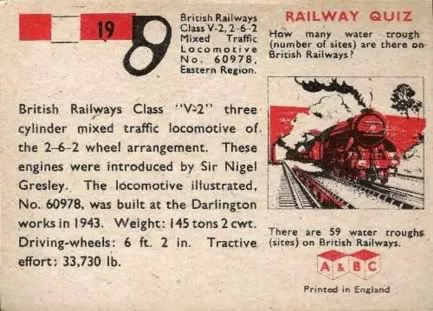 19
British Railways
Class V-2, 2-6-2
Mixed Traffic
Locomotive
No. 60978,
Eastern Region.
British Railways Class "V-2" three
cylinder mixed traffic locomotive of
the 2-6-2 wheel arrangement. These
engines were introduced by Sir Nigel
Gresley. The locomotive illustrated,
No. 60978, was built at the Darlington
works in 1943. Weight: 145 tons 2 cwt.
Driving-wheels: 6 ft. 2 in. Tractive
effort: 33,730 lb.
RAILWAY QUIZ
How many water trough
(number of sites) are there on
British Railways?
There are 59 water troughs
(sites) on British Railways.
A & BC
Printed in England